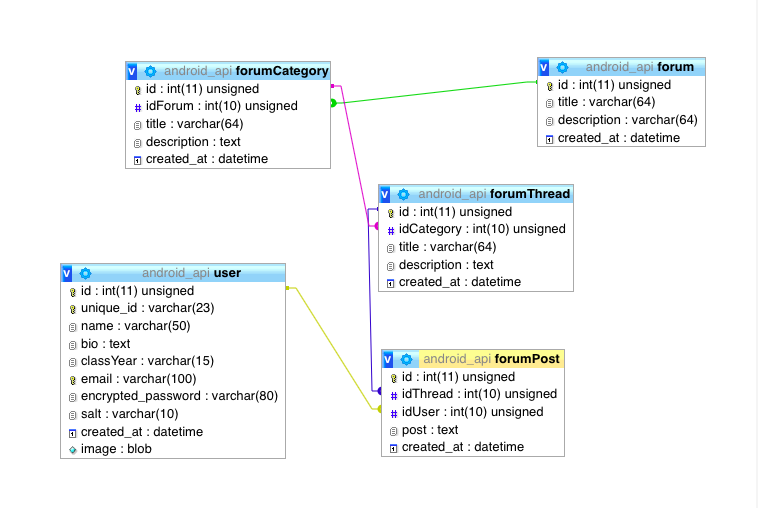 v android_api forumCategory
id : int(11) unsigned
# idForum : int(10) unsigned
title : varchar(64)
description : text
created_at : datetime
v android_api forum
id : int(11) unsigned
title : varchar(64)
description : varchar(64)
created_at : datetime
v android_api forumThread
id : int(11) unsigned
# idCategory : int(10) unsigned
title : varchar(64)
description : text
created_at : datetime
v android_api user
id : int(11) unsigned
unique_id : varchar(23)
name : varchar(50)
bio : text
classYear : varchar(15)
email : varchar(100)
encrypted_password : varchar(80)
salt : varchar(10)
created_at : datetime
image : blob
v android_api forumPost
id : int(11) unsigned
# idThread : int(10) unsigned
# idUser : int(10) unsigned
post : text
created_at : datetime